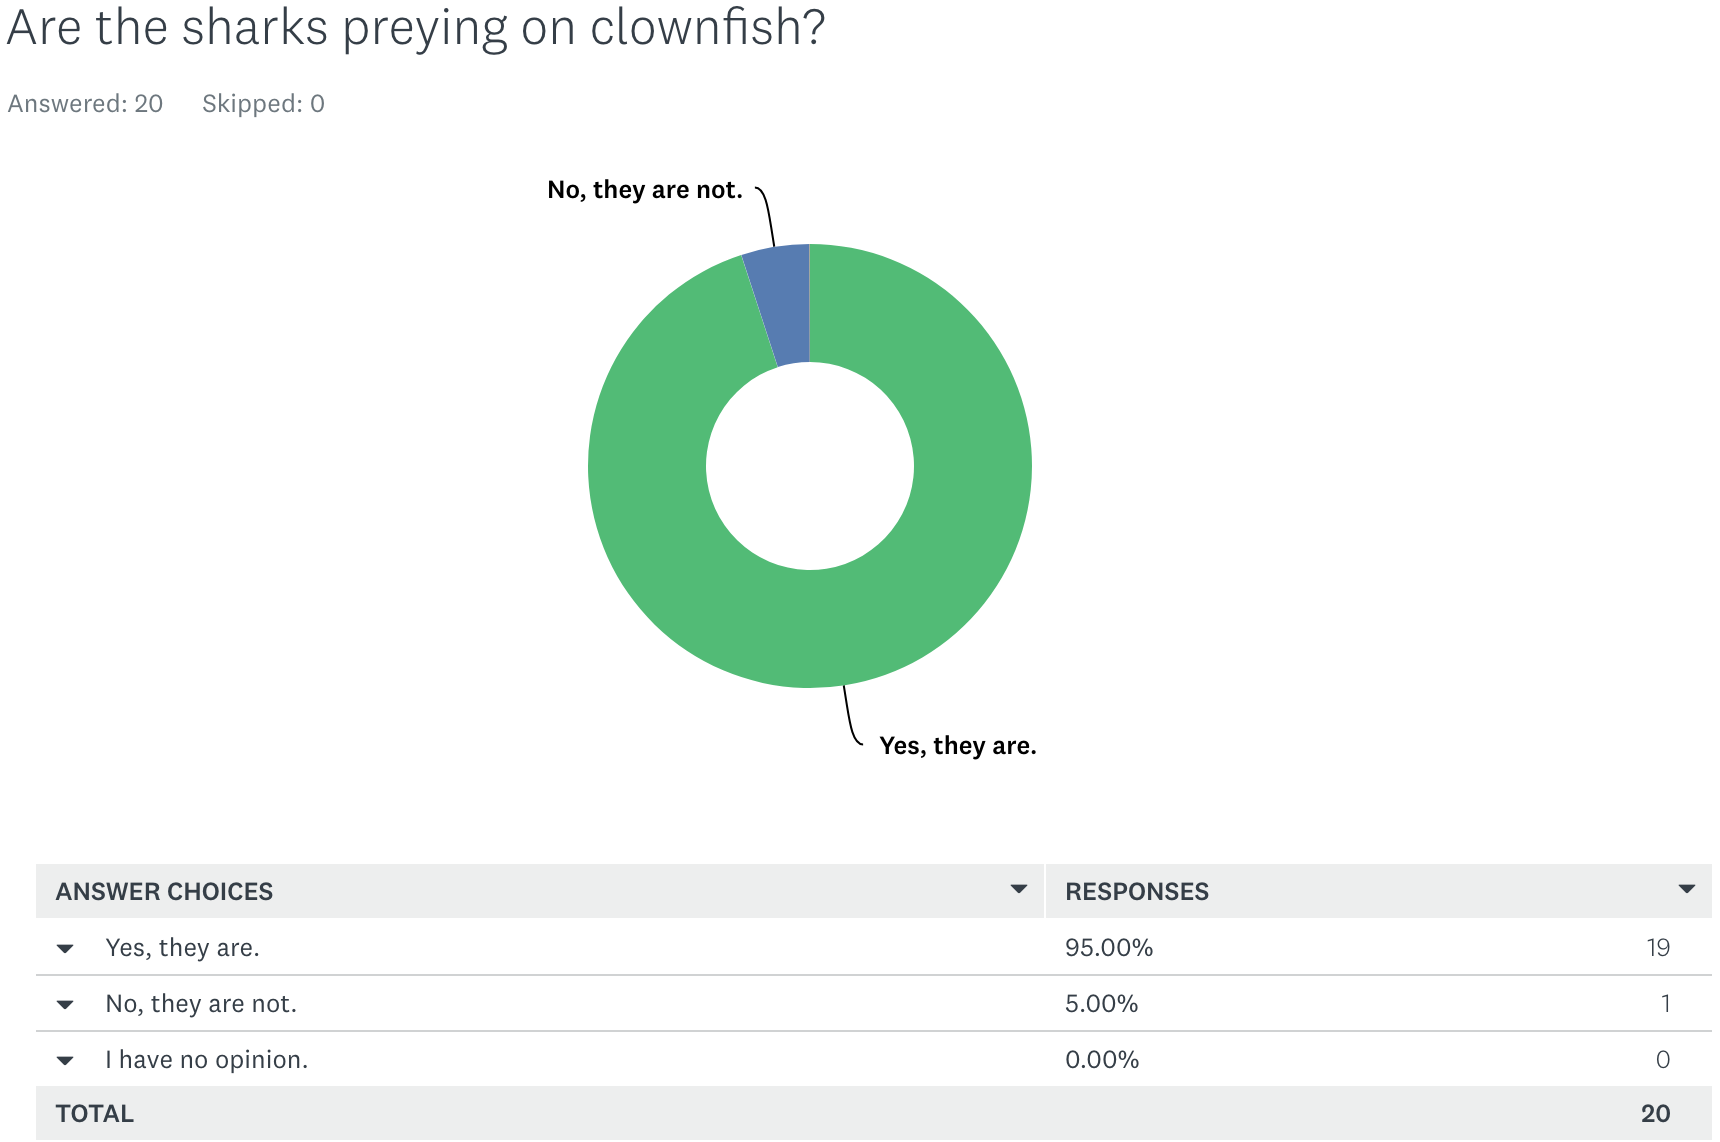 Are the sharks preying on clownfish?
Answered: 20 Skipped: 0
No, they are not.
Yes, they are.
ANSWER CHOICES RESPONSES
Yes, they are. 95.00% 19
No, they are not. 5.00% 1
I have no opinion. 0.00% 0
TOTAL 20